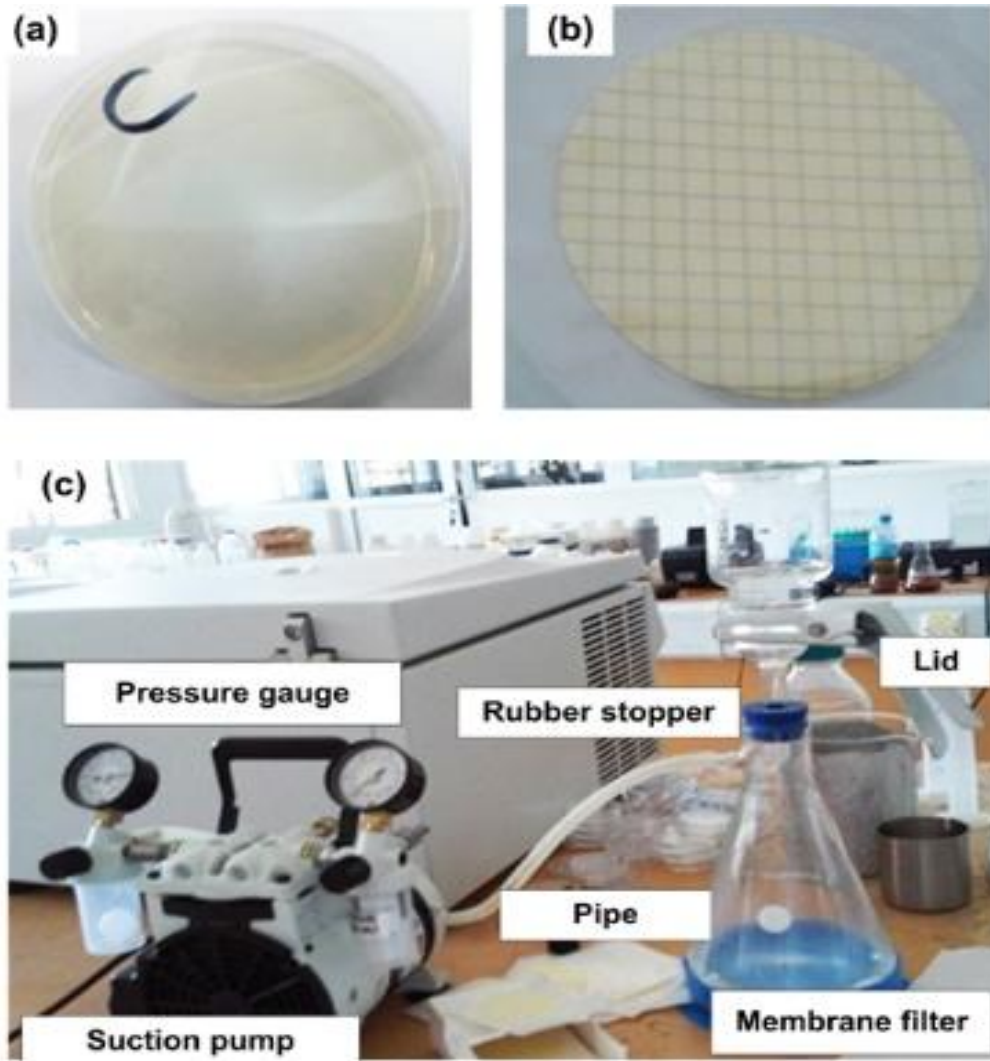 (a)
(b)
(c)
Pressure gauge
Lid
Rubber stopper
Pipe
Membrane filter
Suction pump